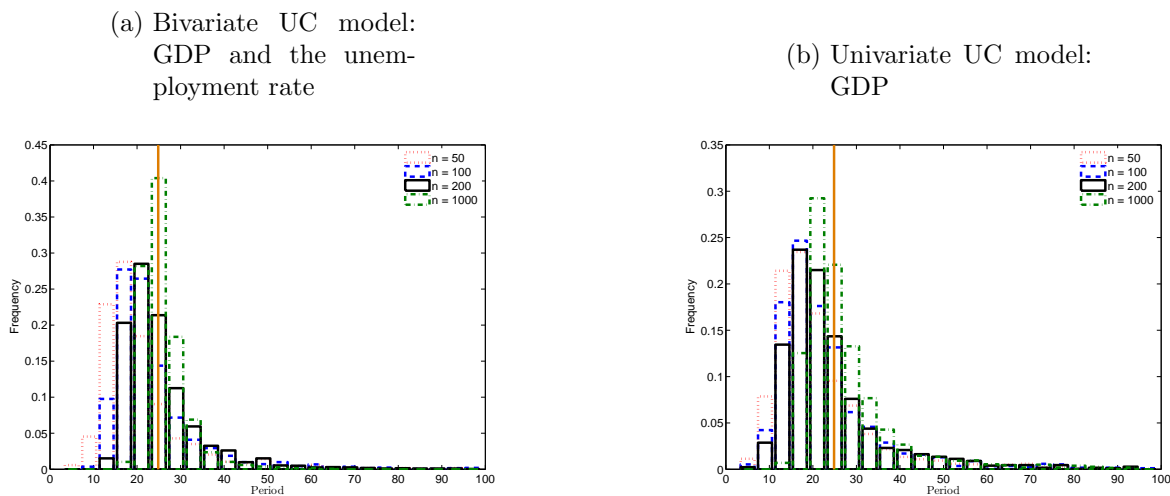 (a) Bivariate UC model:
GDP and the unem-
ployment rate
(b) Univariate UC model:
GDP
0.45
0.4
0.35
0.3
0.25
0.2
0.15
0.1
0.05
0
Frequency
0 10 20 30 40 50 60 70 80 90 100
Period
n = 50
n = 100
n = 200
n = 1000
0.35
0.3
0.25
0.2
0.15
0.1
0.05
0
Frequency
0 10 20 30 40 50 60 70 80 90 100
Period
n = 50
n = 100
n = 200
n = 1000